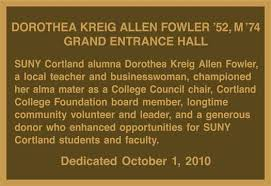 DOROTHEA KREIG ALLEN FOWLER '52, M '74
GRAND ENTRANCE HALL
SUNY Cortland alumna Dorothea Kreig Allen Fowler,
a local teacher and businesswoman, championed
her alma mater as a College Council chair, Cortland
College Foundation board member, longtime
community volunteer and leader, and a generous
donor who enhanced opportunities for SUNY
Cortland students and faculty.
Dedicated October 1, 2010